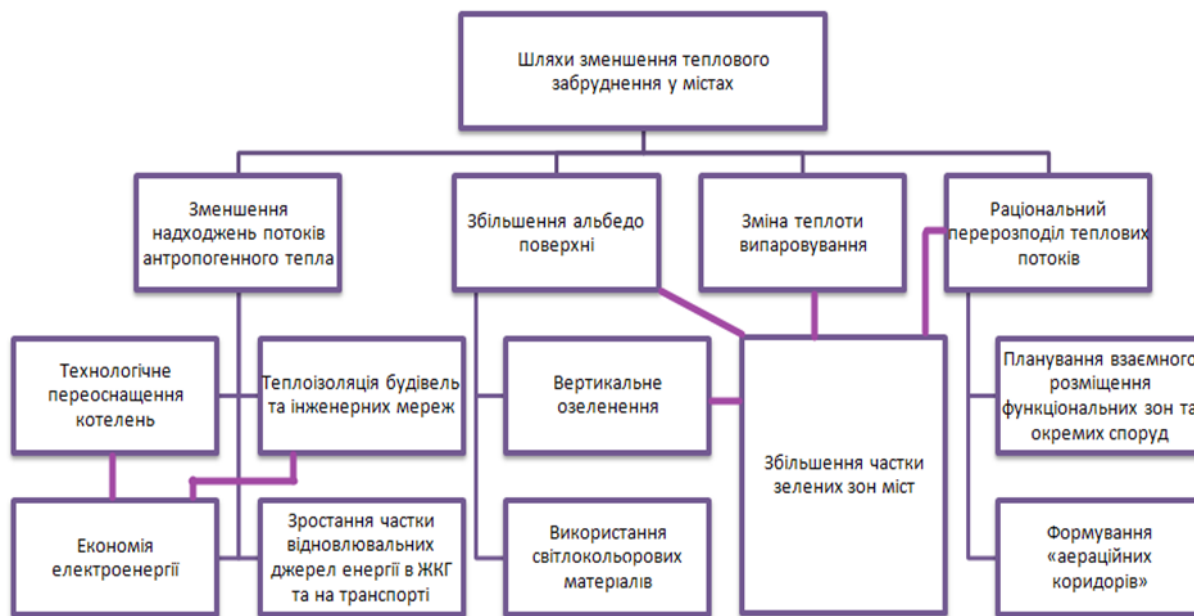 Шляхи зменшення теплового
забруднення у містах
Зменшення
надходжень потоків
антропогенного тепла
Збільшення альбедо
поверхні
Зміна теплоти
випаровування
Раціональний
перерозподіл теплових
потоків
Технологічне
переоснащення
котелень
Теплоізоляція будівель
та інженерних мереж
Вертикальне
озеленення
Збільшення частки
зелених зон міст
Планування взаємного
розміщення
функціональних зон та
окремих споруд
Економія
електроенергії
Зростання частки
відновлювальних
джерел енергії в ЖКГ
та на транспорті
Використання
світлокольорових
матеріалів
Формування
«аераційних
коридорів»